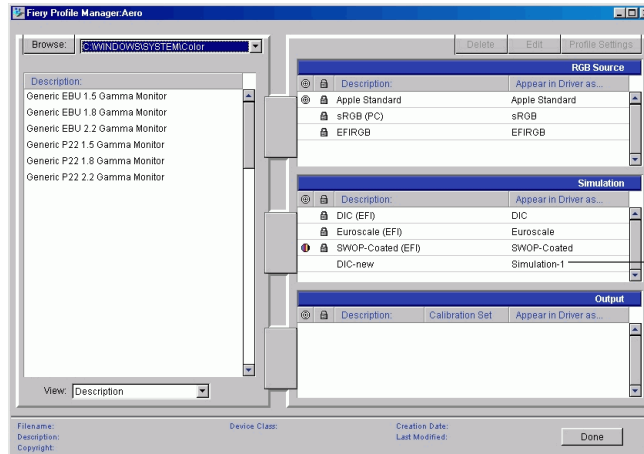 Fiery Profile Manager:Aero
Browse: C:\WINDOWS\SYSTEM\Color
Delete Edit Profile Settings
Description:
Generic EBU 1.5 Gamma Monitor
Generic EBU 1.8 Gamma Monitor
Generic EBU 2.2 Gamma Monitor
Generic P22 1.5 Gamma Monitor
Generic P22 1.8 Gamma Monitor
Generic P22 2.2 Gamma Monitor
View: Description
RGB Source
Description: Appear in Driver as...
Apple Standard Apple Standard
sRGB (PC) sRGB
EFIRGB EFIRGB
Simulation
Description: Appear in Driver as...
DIC (EFI) DIC
Euroscale (EFI) Euroscale
SWOP-Coated (EFI) SWOP-Coated
DIC-new Simulation-1
Output
Description: Calibration Set Appear in Driver as...
Filename: Device Class: Creation Date:
Description: Last Modified:
Copyright:
Done